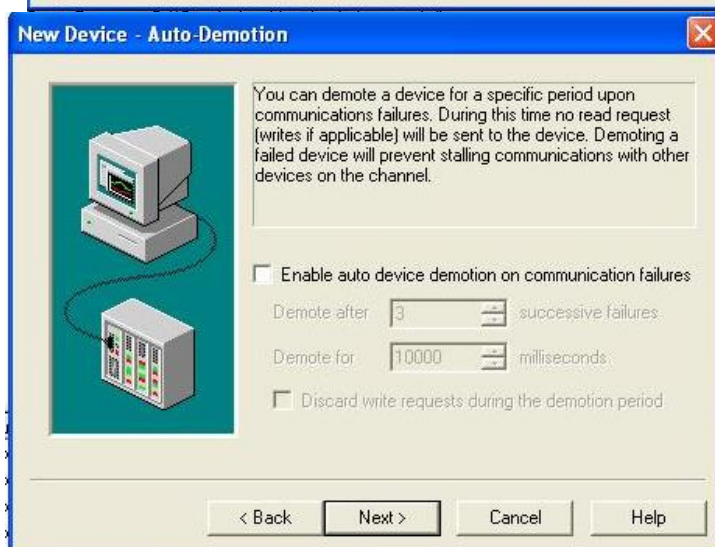 New Device - Auto-Demotion
You can demote a device for a specific period upon
communications failures. During this time no read request
(writes if applicable) will be sent to the device. Demoting a
failed device will prevent stalling communications with other
devices on the channel.
Enable auto device demotion on communication failures
Demote after 3 successive failures
Demote for 10000 milliseconds
Discard write requests during the demotion period
< Back Next > Cancel Help